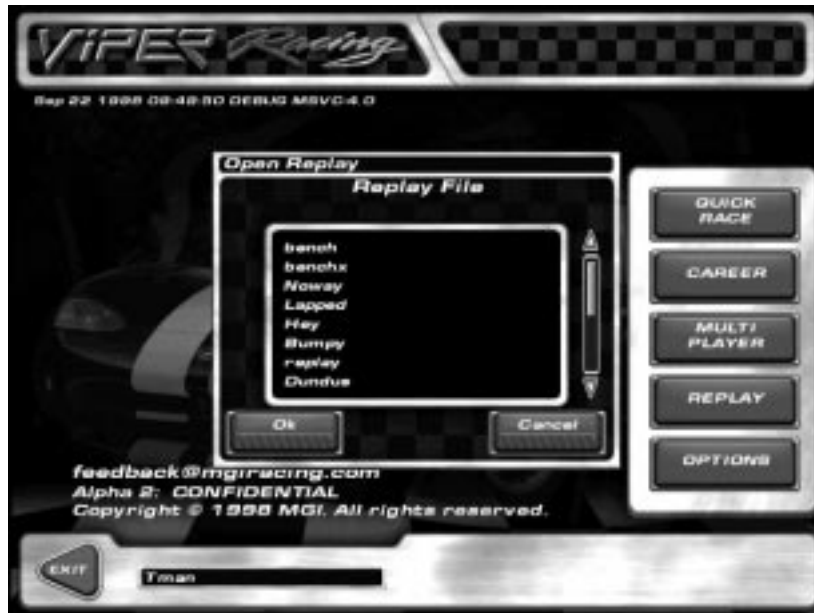 VIPER Racing
Sep 22 1998 09:49:50 DEBUG MSVC:4.0
Open Replay
Replay File
bench
benchx
Noway
Lapped
Hey
Bumpy
replay
Dundus
Ok
Cancel
QUICK
RACE
CAREER
MULTI
PLAYER
REPLAY
OPTIONS
feedback@mgiracing.com
Alpha 2: CONFIDENTIAL
Copyright © 1998 MGI. All rights reserved.
EXIT
Tman